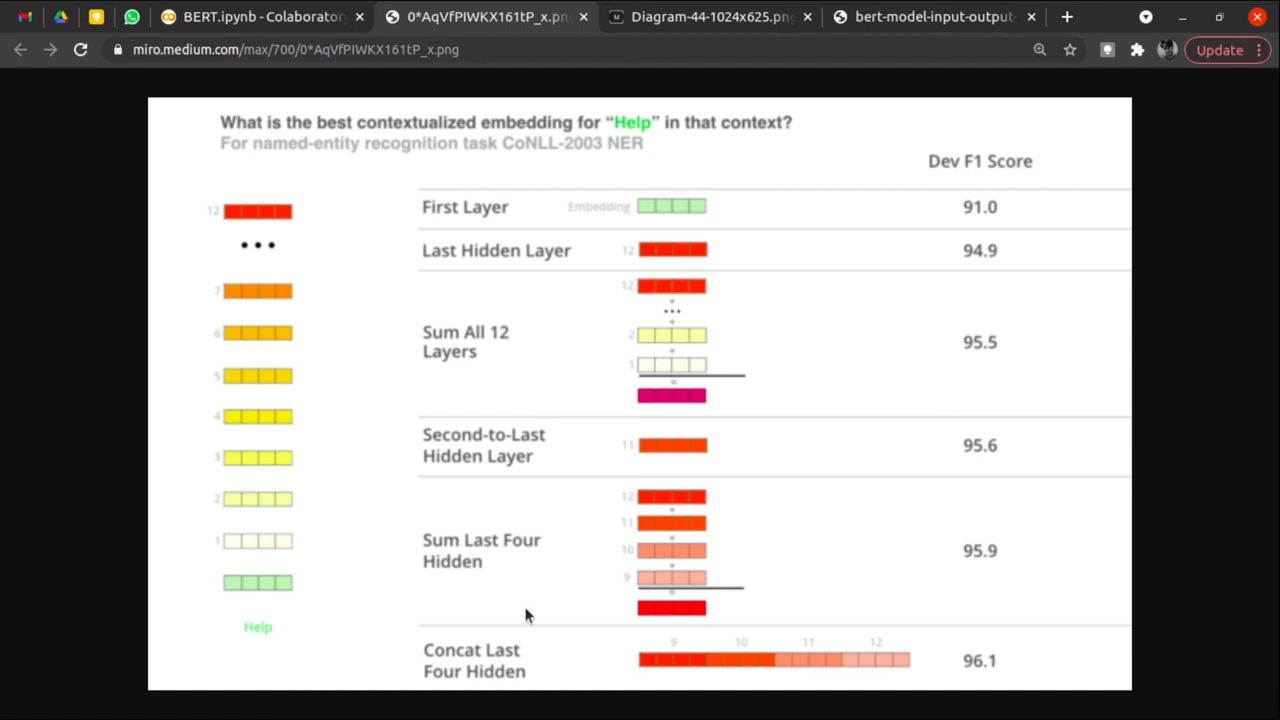 BERT.ipynb - Colaboratory
0*AqVfPIWKX161tP_x.pn
Diagram-44-1024x625.png
bert-model-input-output-
miro.medium.com/max/700/0*AqVfPIWKX161tP_x.png
Update
What is the best contextualized embedding for “Help” in that context?
For named-entity recognition task CoNLL-2003 NER
Dev F1 Score
12
...
7
6
5
4
3
2
1
Help
First Layer
Embedding
91.0
Last Hidden Layer
12
94.9
Sum All 12
Layers
12
+
...
+
2
+
1
=
95.5
Second-to-Last
Hidden Layer
11
95.6
Sum Last Four
Hidden
12
+
11
+
10
+
9
=
95.9
Concat Last
Four Hidden
9 10 11 12
96.1